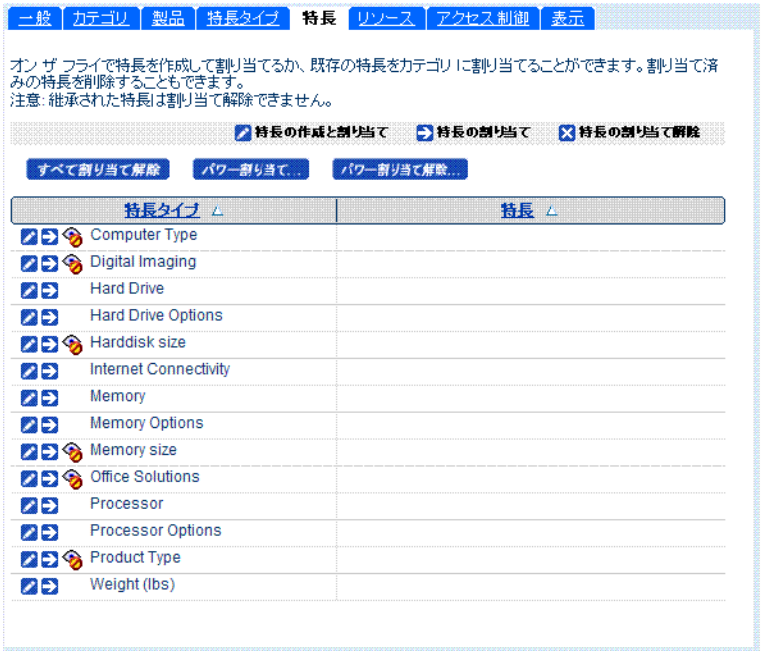 一般 カテゴリ 製品 特長タイプ 特長 リソース アクセス制御 表示
オン ザ フライで特長を作成して割り当てるか、既存の特長をカテゴリに割り当てることができます。割り当て済
みの特長を削除することもできます。
注意: 継承された特長は割り当て解除できません。
特長の作成と割り当て 特長の割り当て 特長の割り当て解除
すべて割り当て解除 パワー割り当て... パワー割り当て解除...
特長タイプ 特長
Computer Type
Digital Imaging
Hard Drive
Hard Drive Options
Harddisk size
Internet Connectivity
Memory
Memory Options
Memory size
Office Solutions
Processor
Processor Options
Product Type
Weight (lbs)